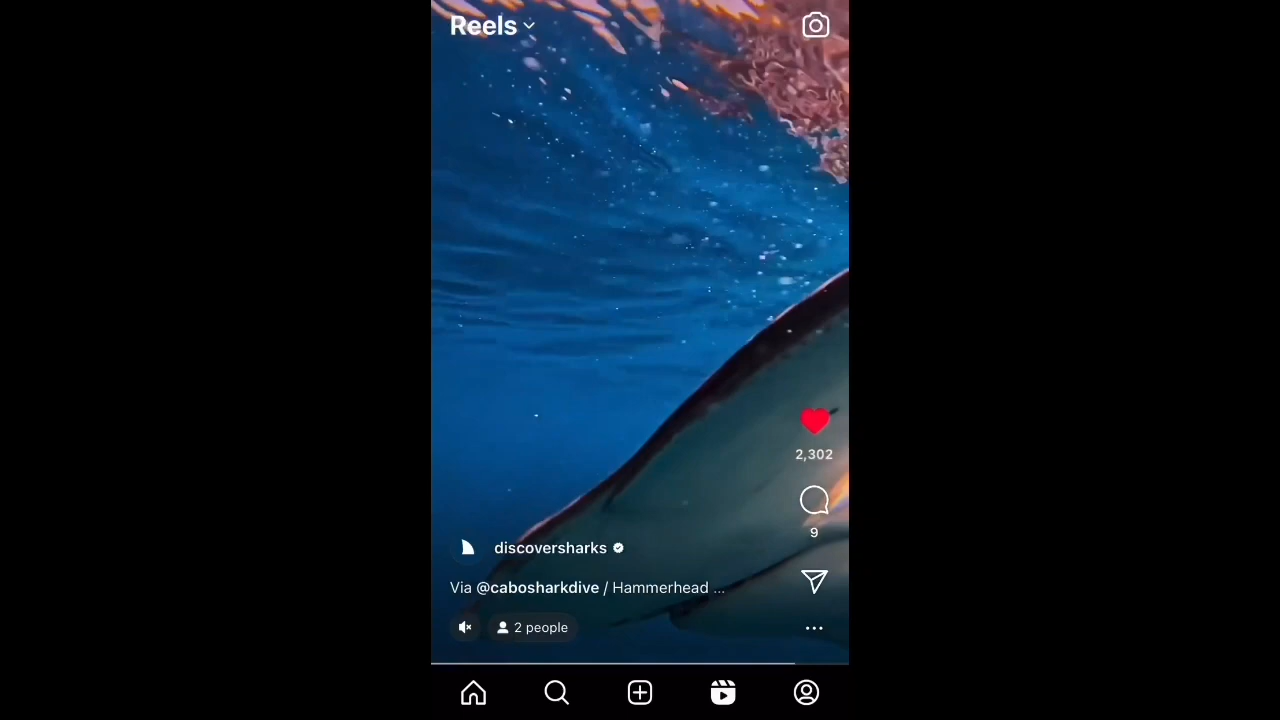 Reels
2,302
9
discoversharks
Via @cabosharkdive / Hammerhead ...
2 people